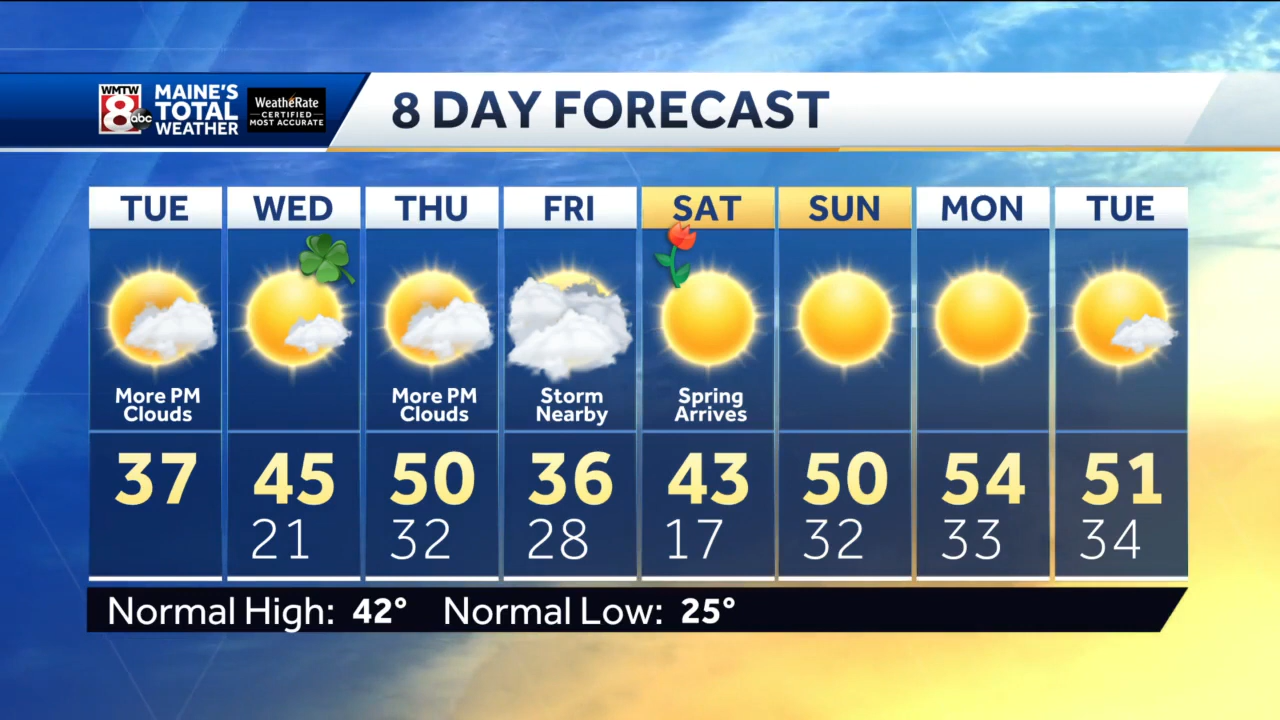 WMTW
8
abc
MAINE'S
TOTAL
WEATHER
WeatheRate
CERTIFIED
MOST ACCURATE
8 DAY FORECAST
TUE WED THU FRI SAT SUN MON TUE
More PM
Clouds
More PM
Clouds
Storm
Nearby
Spring
Arrives
37 45 50 36 43 50 54 51
21 32 28 17 32 33 34
Normal High: 42° Normal Low: 25°